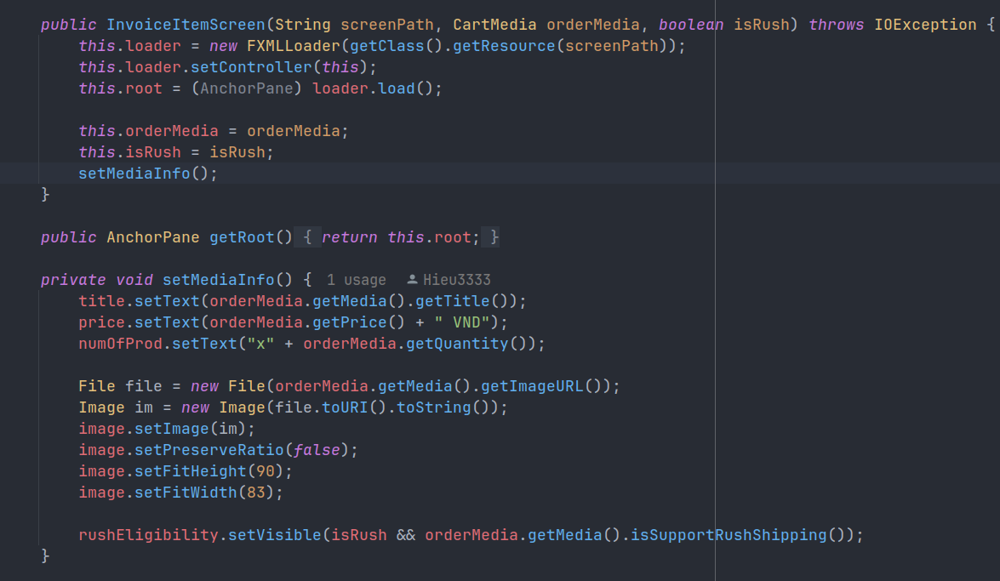 public InvoiceItemScreen(String screenPath, CartMedia orderMedia, boolean isRush) throws IOException {
    this.loader = new FXMLLoader(getClass().getResource(screenPath));
    this.loader.setController(this);
    this.root = (AnchorPane) loader.load();

    this.orderMedia = orderMedia;
    this.isRush = isRush;
    setMediaInfo();
}

public AnchorPane getRoot() { return this.root; }

private void setMediaInfo() { 1 usage Hieu3333
    title.setText(orderMedia.getMedia().getTitle());
    price.setText(orderMedia.getPrice() + " VND");
    numOfProd.setText("x" + orderMedia.getQuantity());

    File file = new File(orderMedia.getMedia().getImageURL());
    Image im = new Image(file.toURI().toString());
    image.setImage(im);
    image.setPreserveRatio(false);
    image.setFitHeight(90);
    image.setFitWidth(83);

    rushEligibility.setVisible(isRush && orderMedia.getMedia().isSupportRushShipping());
}